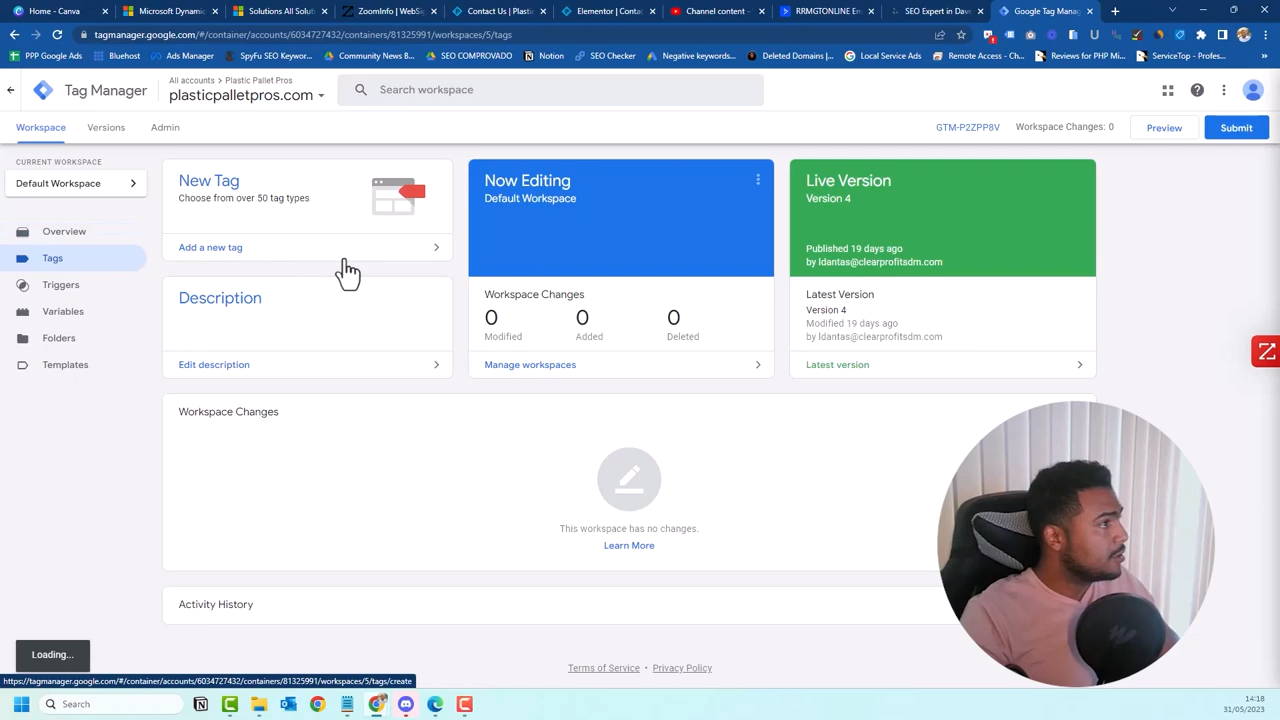 Home - Canva
Microsoft Dynamic
Solutions All Solut
ZoomInfo | WebSi
Contact Us | Plastic
Elementor | Conta
Channel content -
RRMGTONLINE En
SEO Expert in Dave
Google Tag Manag
tagmanager.google.com/#/container/accounts/6034727432/containers/81325991/workspaces/5/tags
PPP Google Ads
Bluehost
Ads Manager
SpyFu SEO Keywor...
Community News B...
SEO COMPRADO
Notion
SEO Checker
Negative keywords...
Deleted Domains |...
Local Service Ads
Remote Access - Ch...
Review for PHP Mi...
ServiceTop - Profes...
Tag Manager
All accounts > Plastic Pallet Pros
plasticpalletpros.com
Search workspace
Workspace
Versions
Admin
GTM-P2ZPP8V
Workspace Changes: 0
Preview
Submit
CURRENT WORKSPACE
Default Workspace
Overview
Tags
Triggers
Variables
Folders
Templates
New Tag
Choose from over 50 tag types
Add a new tag
Description
Edit description
Now Editing
Default Workspace
Workspace Changes
0
0
0
Modified
Added
Deleted
Manage workspaces
Live Version
Version 4
Published 19 days ago
by ldantas@clearprofitsdm.com
Latest Version
Version 4
Modified 19 days ago
by ldantas@clearprofitsdm.com
Latest version
Workspace Changes
This workspace has no changes.
Learn More
Activity History
Loading...
Terms of Service • Privacy Policy
https://tagmanager.google.com/#/container/accounts/6034727432/containers/81325991/workspaces/5/tags/create
Search
14:18
31/05/2023